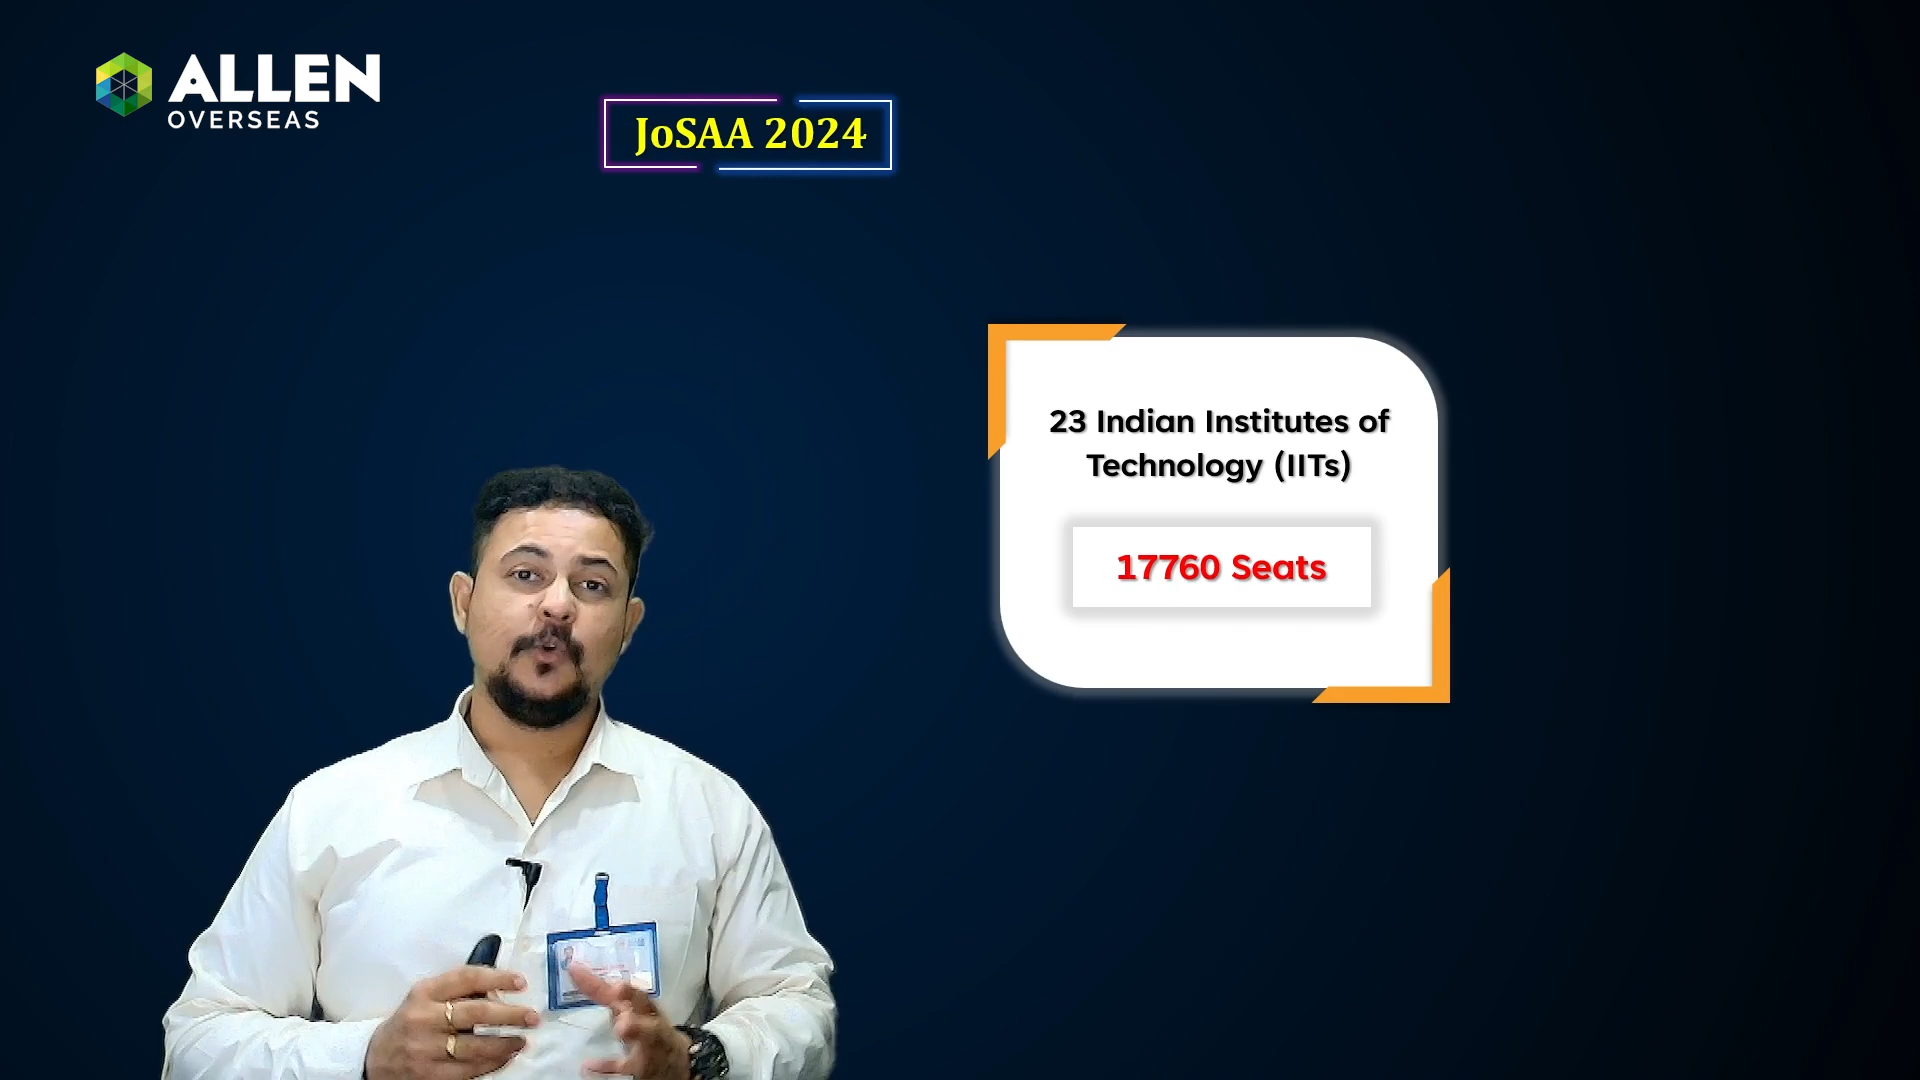 ALLEN
OVERSEAS
JoSAA 2024
23 Indian Institutes of
Technology (IITs)
17760 Seats